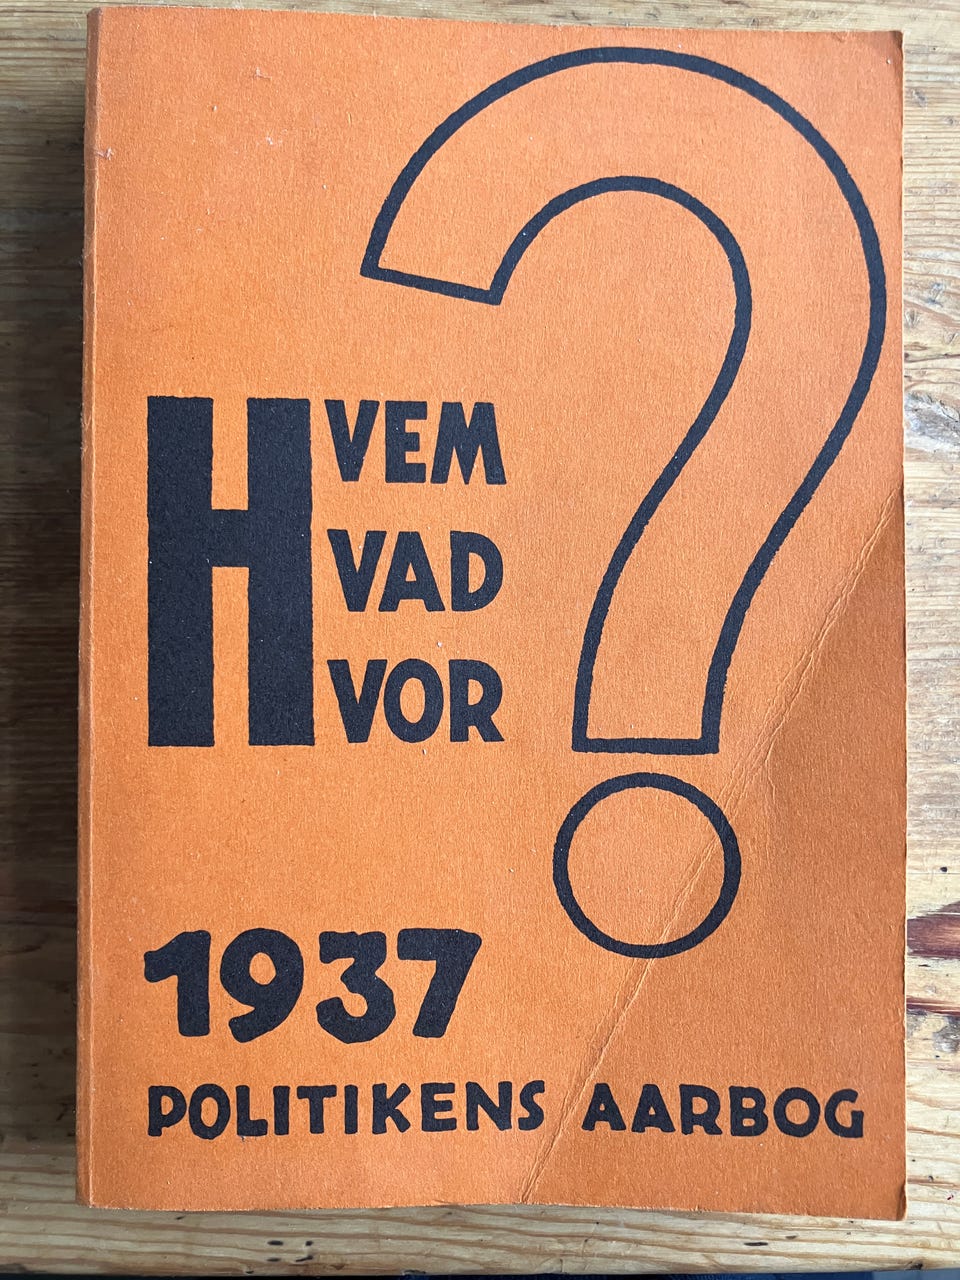 HVEM
HVAD
HVOR
?
1937
POLITIKENS AARBOG